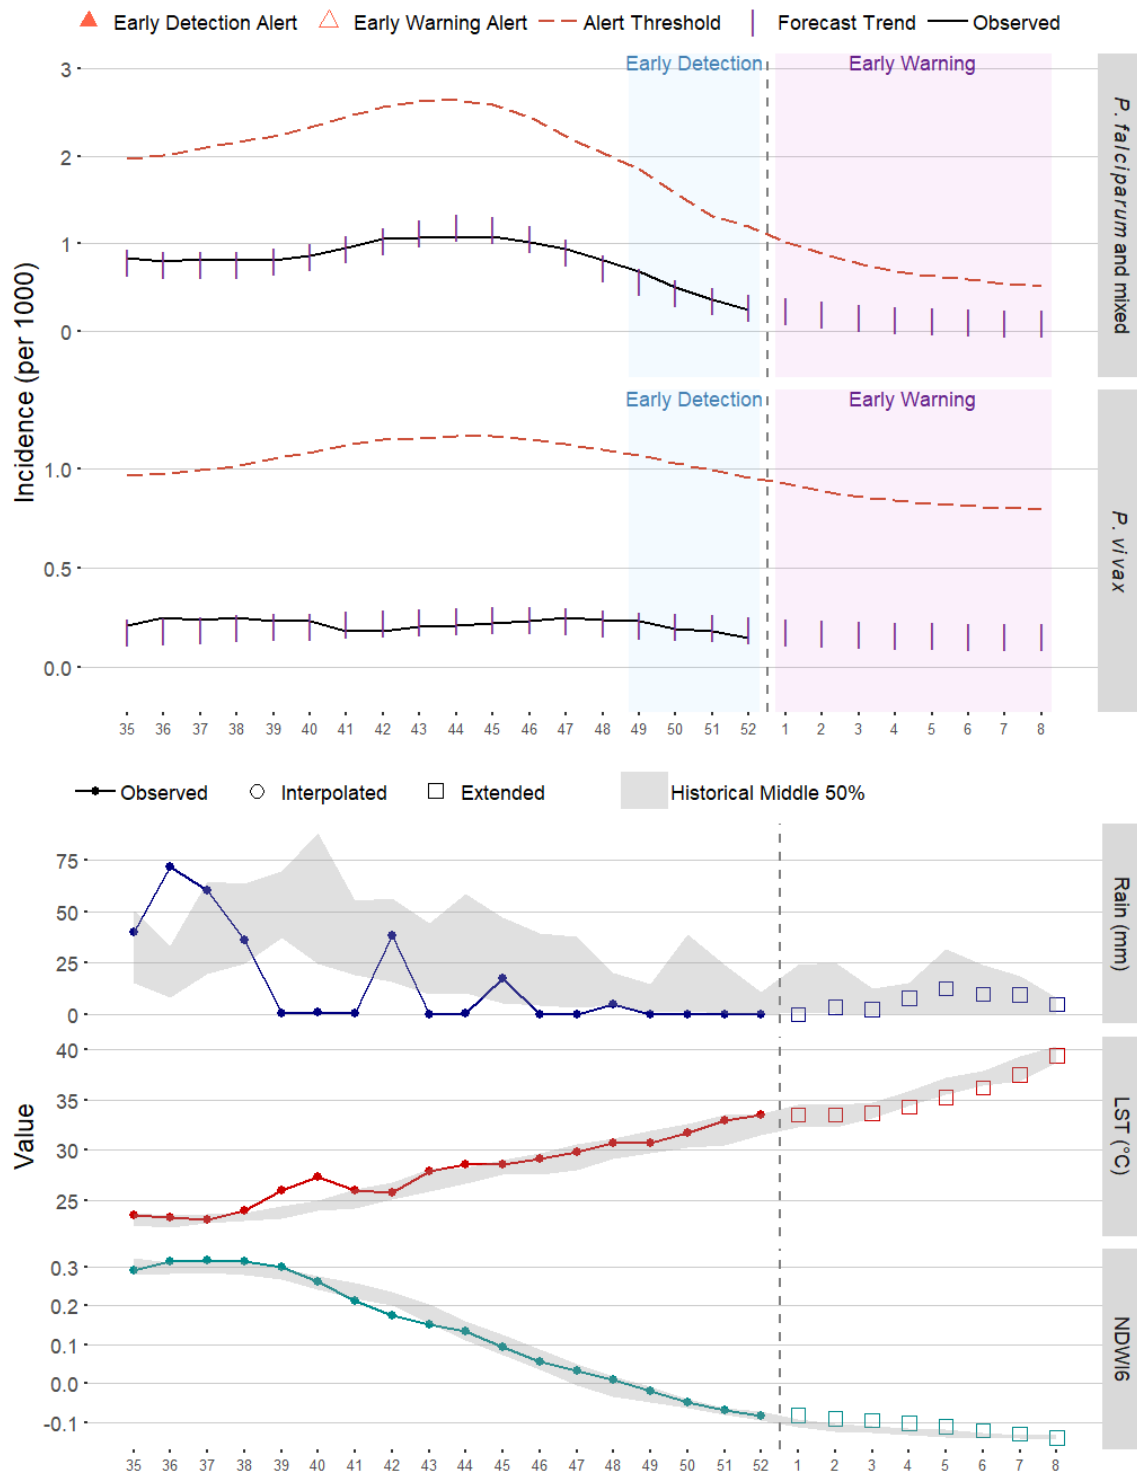 Early Detection Alert Early Warning Alert Alert Threshold Forecast Trend Observed
Incidence (per 1000)
Early Detection Early Warning
3
2
1
0
P. falciparum and mixed
Early Detection Early Warning
1.0
0.5
0.0
P. vivax
35 36 37 38 39 40 41 42 43 44 45 46 47 48 49 50 51 52 1 2 3 4 5 6 7 8
Observed Interpolated Extended Historical Middle 50%
Value
75
50
25
0
Rain (mm)
40
35
30
25
LST (°C)
0.3
0.2
0.1
0.0
-0.1
NDWI6
35 36 37 38 39 40 41 42 43 44 45 46 47 48 49 50 51 52 1 2 3 4 5 6 7 8